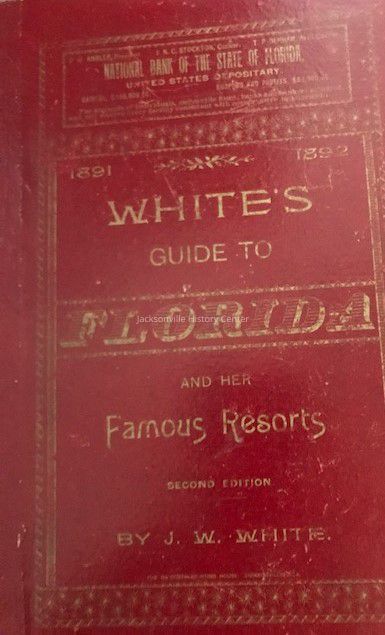 NATIONAL BANK OF THE STATE OF FLORIDA.
UNITED STATES DEPOSITARY
1891 1892
WHITE'S
GUIDE TO
FLORIDA
Jacksonville History Center
AND HER
Famous Resorts
SECOND EDITION
BY J. W. WHITE.